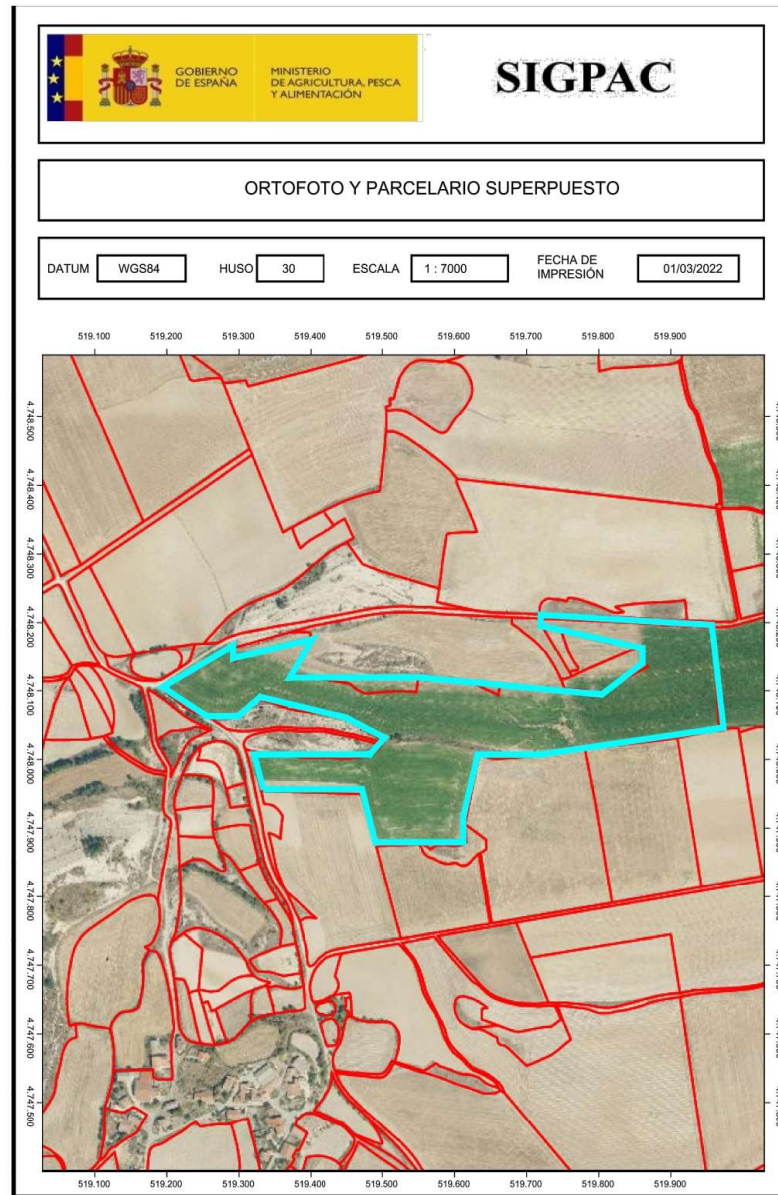 GOBIERNO
DE ESPAÑA
MINISTERIO
DE AGRICULTURA, PESCA
Y ALIMENTACIÓN
SIGPAC
ORTOFOTO Y PARCELARIO SUPERPUESTO
DATUM WGS84 HUSO 30 ESCALA 1 : 7000 FECHA DE
IMPRESIÓN 01/03/2022
519.100 519.200 519.300 519.400 519.500 519.600 519.700 519.800 519.900
4.748.500
4.748.400
4.748.300
4.748.200
4.748.100
4.748.000
4.747.900
4.747.800
4.747.700
4.747.600
4.747.500
519.100 519.200 519.300 519.400 519.500 519.600 519.700 519.800 519.900